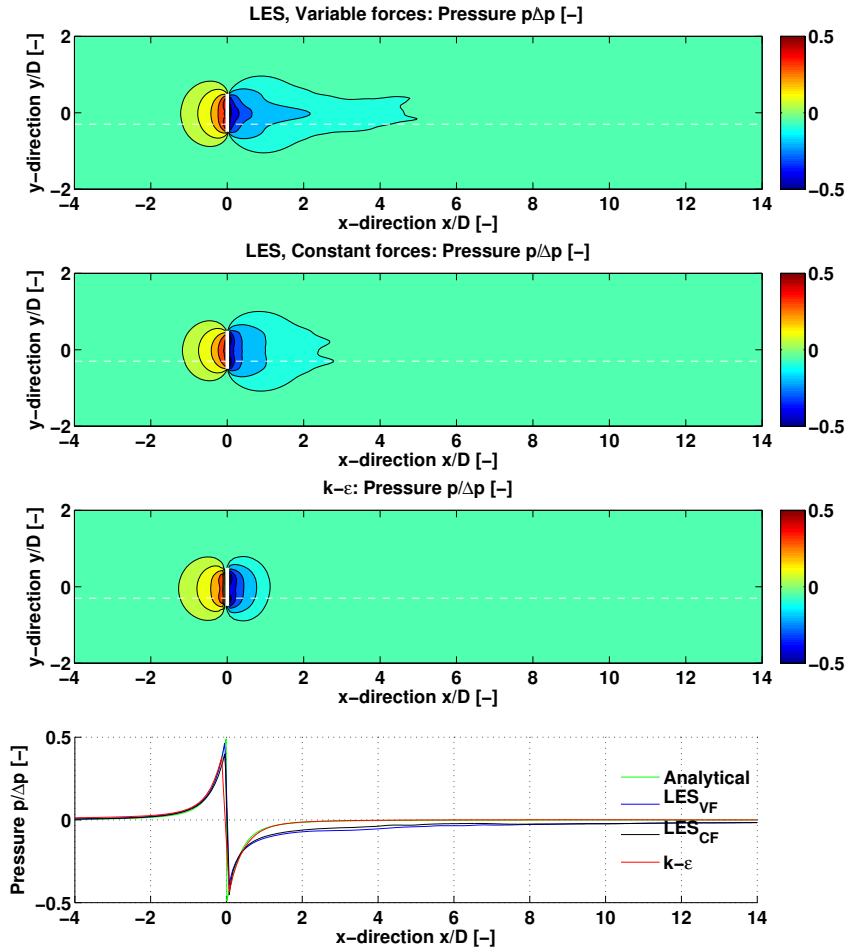 LES, Variable forces: Pressure p∆p [−]
y−direction y/D [−]
2
0
−2
−4 −2 0 2 4 6 8 10 12 14
x−direction x/D [−]
0.5
0
−0.5
LES, Constant forces: Pressure p/∆p [−]
y−direction y/D [−]
2
0
−2
−4 −2 0 2 4 6 8 10 12 14
x−direction x/D [−]
0.5
0
−0.5
k−ε: Pressure p/∆p [−]
y−direction y/D [−]
2
0
−2
−4 −2 0 2 4 6 8 10 12 14
x−direction x/D [−]
0.5
0
−0.5
Pressure p/∆p [−]
0.5
0
−0.5
−4 −2 0 2 4 6 8 10 12 14
x−direction x/D [−]
Analytical
LES_VF
LES_CF
k−ε